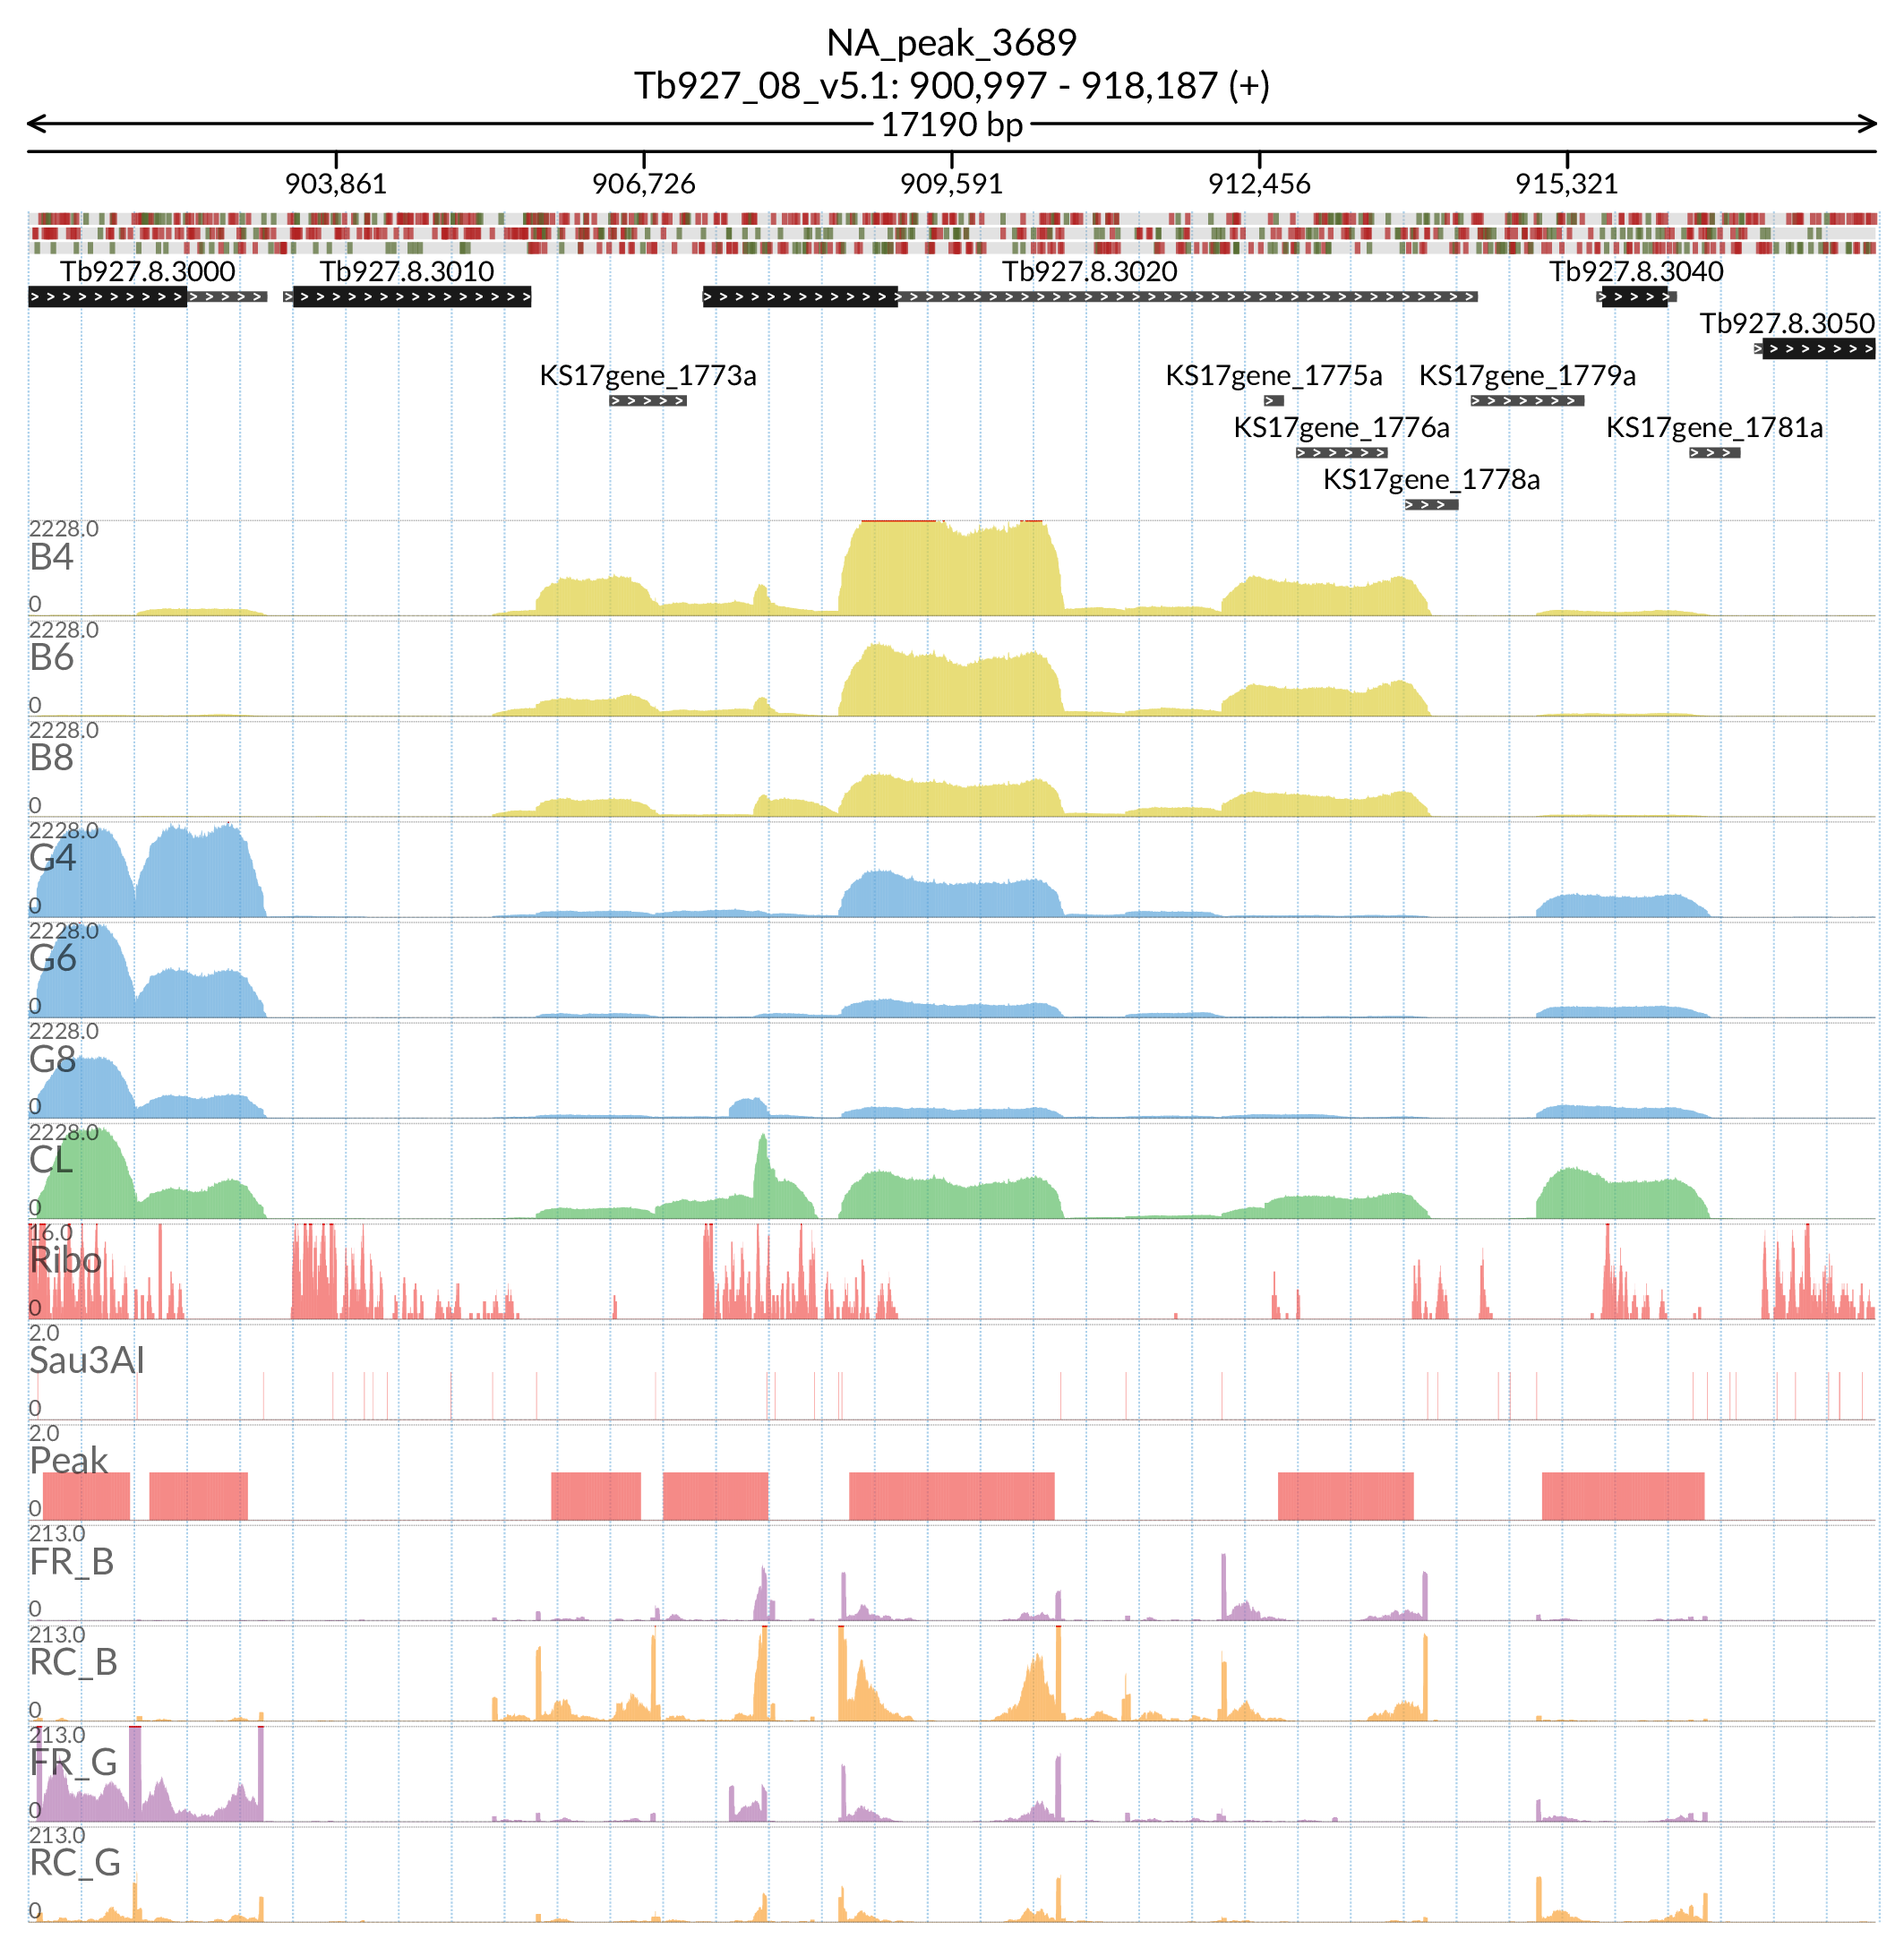 NA_peak_3689
Tb927_08_v5.1: 900,997 - 918,187 (+)
17190 bp
903,861 906,726 909,591 912,456 915,321
Tb927.8.3000 Tb927.8.3010 Tb927.8.3020 Tb927.8.3040
Tb927.8.3050
KS17gene_1773a KS17gene_1775a KS17gene_1779a
KS17gene_1776a KS17gene_1781a
KS17gene_1778a
2228.0
B4
0
2228.0
B6
0
2228.0
B8
0
2228.0
G4
0
2228.0
G6
0
2228.0
G8
0
2228.0
CL
0
16.0
Ribo
0
2.0
Sau3AI
0
2.0
Peak
0
213.0
FR_B
0
213.0
RC_B
0
213.0
FR_G
0
213.0
RC_G
0